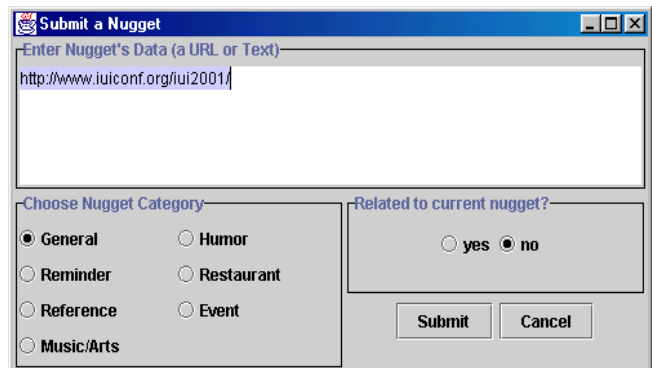 Submit a Nugget
Enter Nugget's Data (a URL or Text)
http://www.iuiconf.org/iui2001/
Choose Nugget Category
General
Humor
Reminder
Restaurant
Reference
Event
Music/Arts
Related to current nugget?
yes no
Submit
Cancel